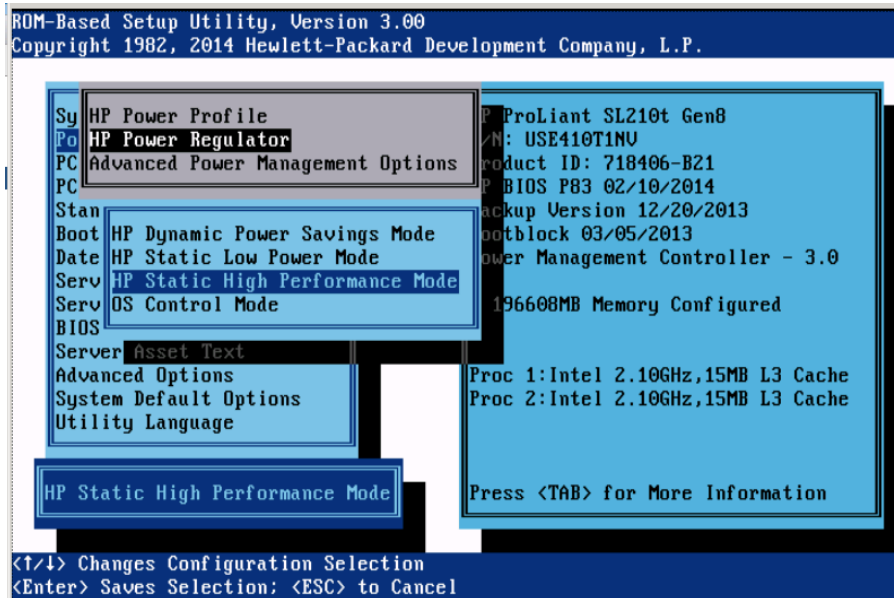 ROM-Based Setup Utility, Version 3.00
Copyright 1982, 2014 Hewlett-Packard Development Company, L.P.
HP Power Profile
HP Power Regulator
Advanced Power Management Options
HP Dynamic Power Savings Mode
HP Static Low Power Mode
HP Static High Performance Mode
OS Control Mode
Sy
Po
PC
PC
Stan
Boot
Date
Serv
Serv
BIOS
Server Asset Text
Advanced Options
System Default Options
Utility Language
HP Static High Performance Mode
P ProLiant SL210t Gen8
/N: USE410T1NV
roduct ID: 718406-B21
P BIOS P83 02/10/2014
ackup Version 12/20/2013
ootblock 03/05/2013
ower Management Controller - 3.0
196608MB Memory Configured
Proc 1:Intel 2.10GHz,15MB L3 Cache
Proc 2:Intel 2.10GHz,15MB L3 Cache
Press <TAB> for More Information
<↑/↓> Changes Configuration Selection
<Enter> Saves Selection; <ESC> to Cancel